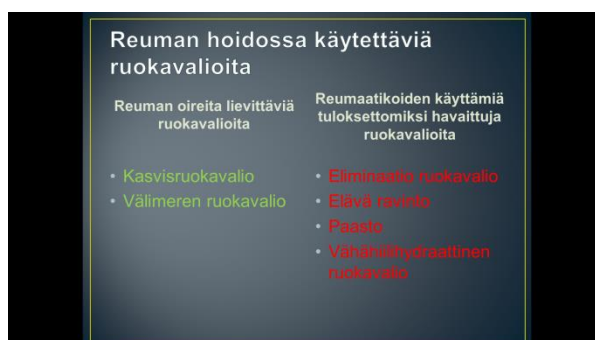 Reuman hoidossa käytettäviä
ruokavalioita
Reuman oireita lievittäviä
ruokavalioita
• Kasvisruokavalio
• Välimeren ruokavalio
Reumaatikoiden käyttämiä
tuloksettomiksi havaittuja
ruokavalioita
• Eliminaatio ruokavalio
• Elävä ravinto
• Paasto
• Vähähiilihydraattinen
ruokavalio